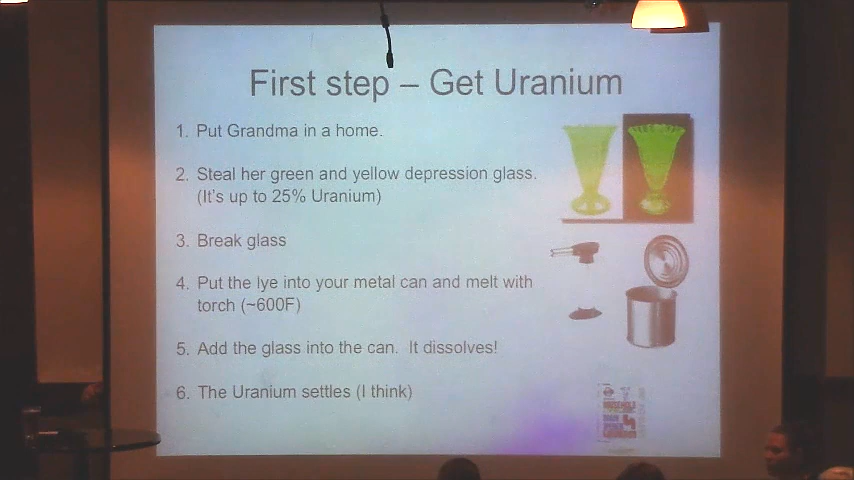 First step – Get Uranium
1. Put Grandma in a home.
2. Steal her green and yellow depression glass.
(It's up to 25% Uranium)
3. Break glass
4. Put the lye into your metal can and melt with
torch (~600F)
5. Add the glass into the can.  It dissolves!
6. The Uranium settles (I think)